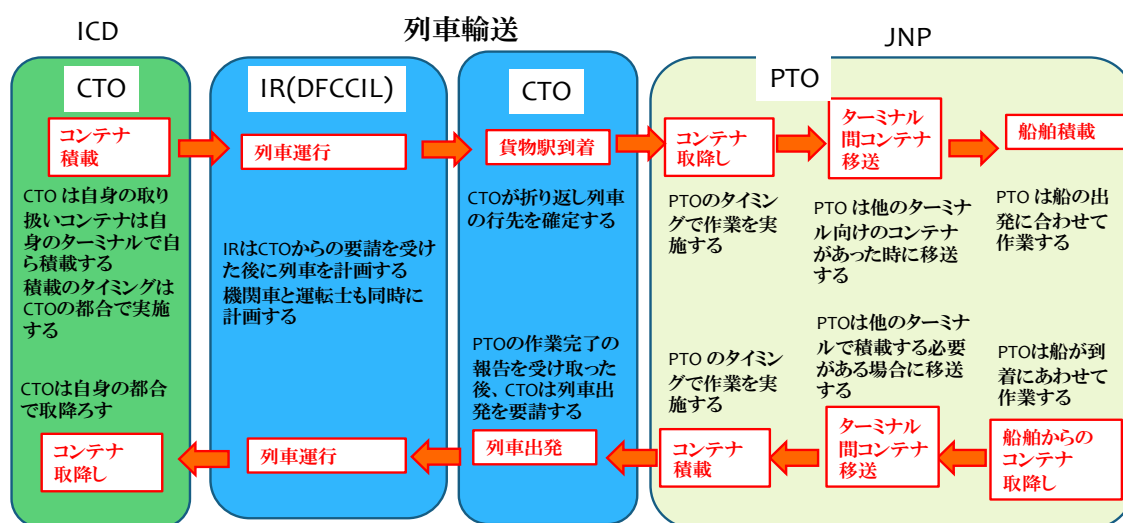 ICD
列車輸送
JNP
CTO
IR(DFCCIL)
CTO
PTO
コンテナ
積載
列車運行
貨物駅到着
コンテナ
取降し
ターミナル
間コンテナ
移送
船舶積載
CTO は自身の取り
扱いコンテナは自
身のターミナルで自
ら積載する
積載のタイミングは
CTOの都合で実施
する
IRはCTOからの要請を受け
た後に列車を計画する
機関車と運転士も同時に
計画する
CTOが折り返し列車
の行先を確定する
PTOのタイミン
グで作業を実
施する
PTO は他のターミ
ナル向けのコンテナ
があった時に移送
する
PTO は船の出
発に合わせて
作業する
CTOは自身の都合
で取降ろす
PTOの作業完了の
報告を受け取った
後、CTOは列車出
発を要請する
PTO のタイミ
ングで作業を実
施する
PTOは他のターミナ
ルで積載する必要
がある場合に移送
する
PTOは船が到
着にあわせて
作業する
コンテナ
取降し
列車運行
列車出発
コンテナ
積載
ターミナル
間コンテナ
移送
船舶からの
コンテナ
取降し